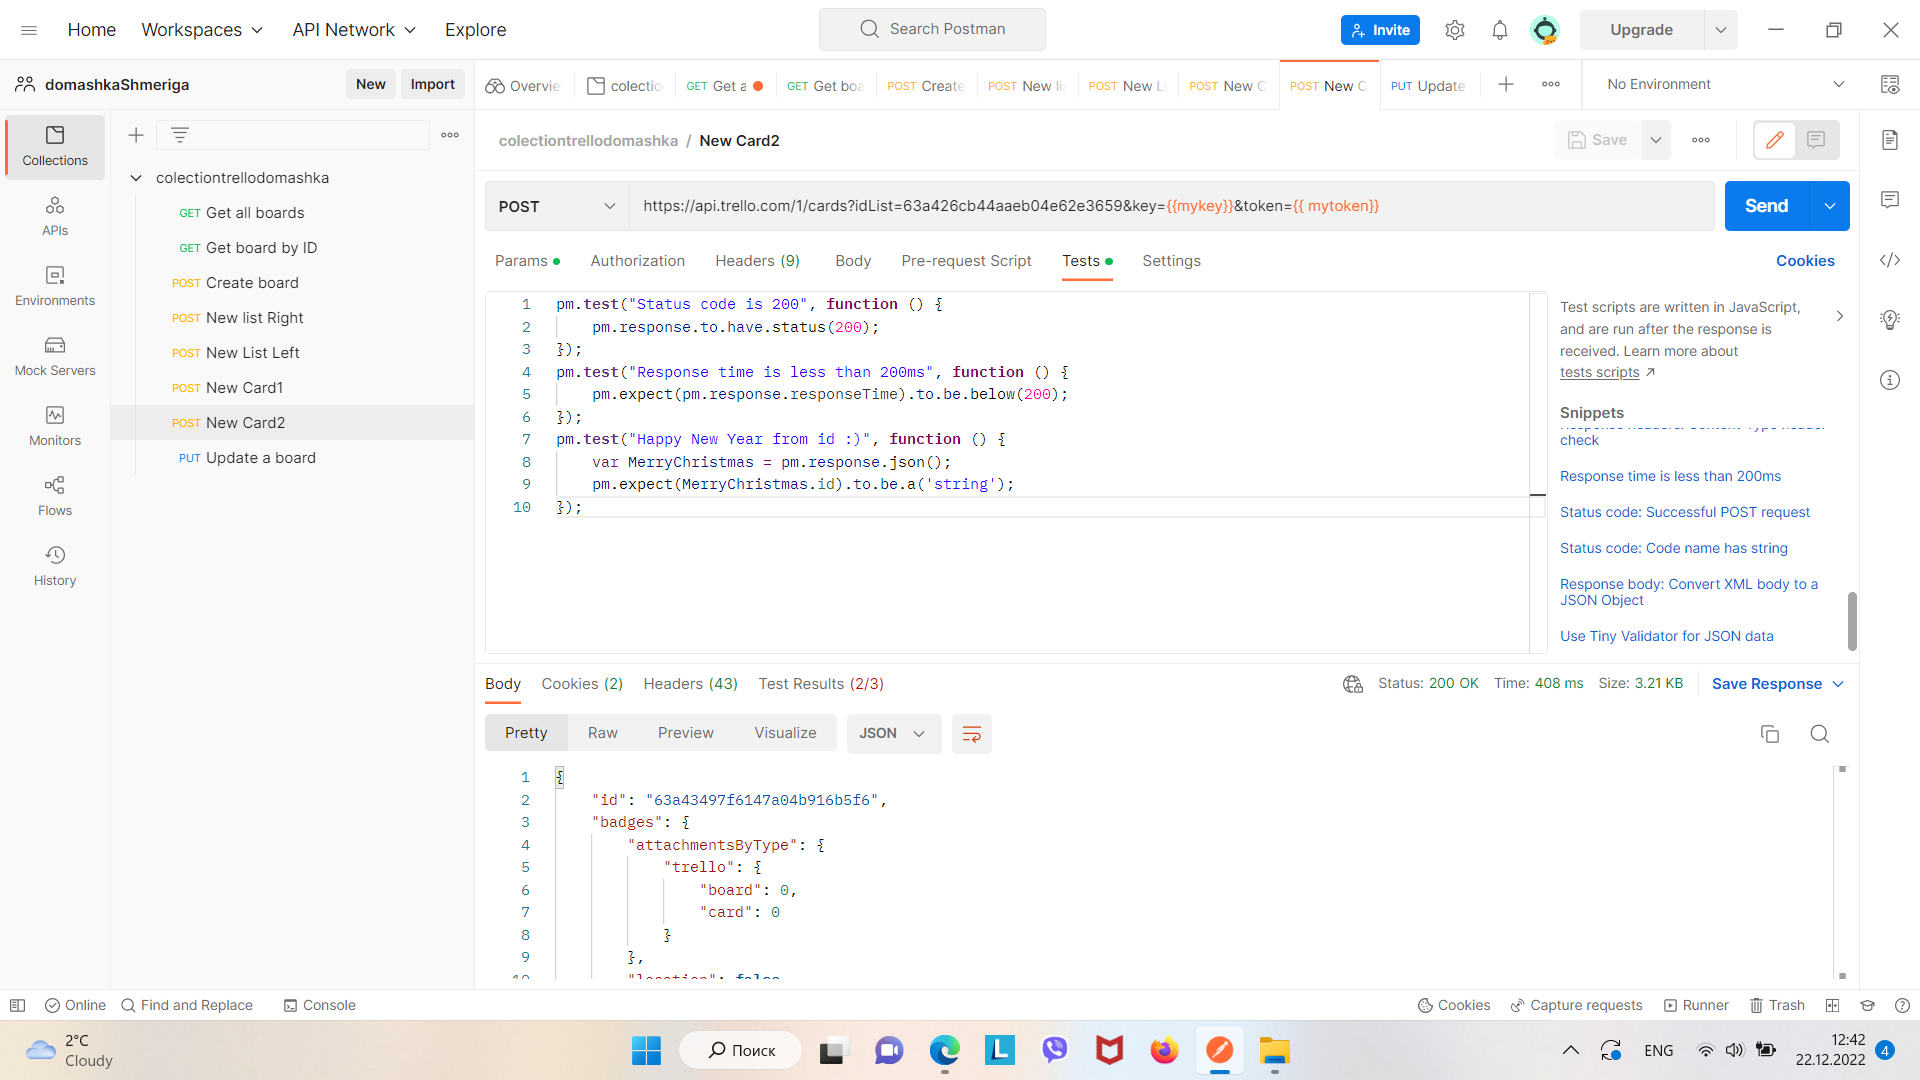 Home Workspaces API Network Explore Search Postman Invite Upgrade
domashkaShmeriga New Import Overvie colectio GET Get a GET Get boa POST Create POST New li POST New Li POST New C POST New C PUT Update No Environment
Collections
APIs
Environments
Mock Servers
Monitors
Flows
History
colectiontrellodomashka
GET Get all boards
GET Get board by ID
POST Create board
POST New list Right
POST New List Left
POST New Card1
POST New Card2
PUT Update a board
colectiontrellodomashka / New Card2 Save
POST https://api.trello.com/1/cards?idList=63a426cb44aaeb04e62e3659&key={{mykey}}&token={{ mytoken}} Send
Params Authorization Headers (9) Body Pre-request Script Tests Settings Cookies
1 pm.test("Status code is 200", function () {
2 pm.response.to.have.status(200);
3 });
4 pm.test("Response time is less than 200ms", function () {
5 pm.expect(pm.response.responseTime).to.be.below(200);
6 });
7 pm.test("Happy New Year from id :)", function () {
8 var MerryChristmas = pm.response.json();
9 pm.expect(MerryChristmas.id).to.be.a('string');
10 });
Test scripts are written in JavaScript,
and are run after the response is
received. Learn more about
tests scripts
Snippets
Response headers: Content-Type header
check
Response time is less than 200ms
Status code: Successful POST request
Status code: Code name has string
Response body: Convert XML body to a
JSON Object
Use Tiny Validator for JSON data
Body Cookies (2) Headers (43) Test Results (2/3) Status: 200 OK Time: 408 ms Size: 3.21 KB Save Response
Pretty Raw Preview Visualize JSON
1 {
2 "id": "63a43497f6147a04b916b5f6",
3 "badges": {
4 "attachmentsByType": {
5 "trello": {
6 "board": 0,
7 "card": 0
8 }
9 },
10 "location": false
Online Find and Replace Console Cookies Capture requests Runner Trash
2°C
Cloudy
Поиск
ENG
12:42
22.12.2022
4